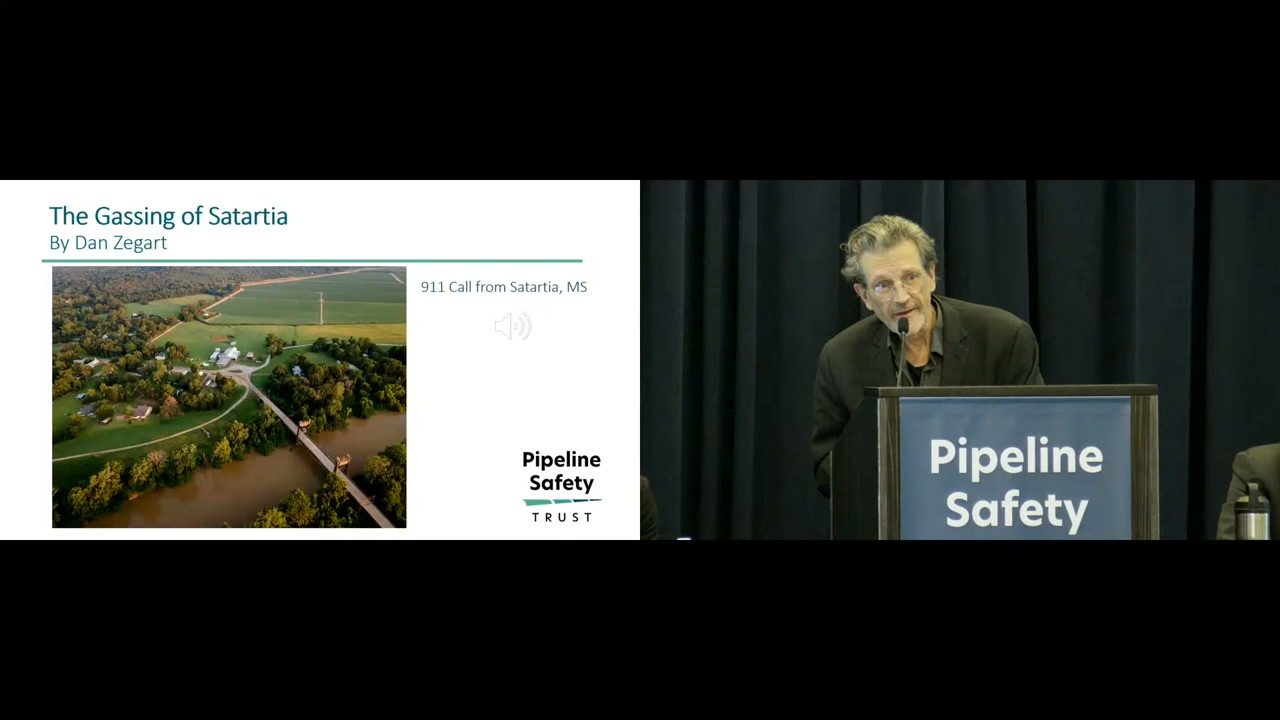 The Gassing of Satartia
By Dan Zegart
911 Call from Satartia, MS
Pipeline
Safety
TRUST
Pipeline
Safety